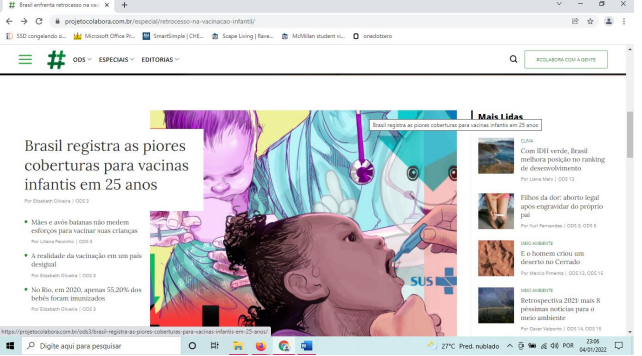 Brasil enfrenta retrocesso na vac
projetocolabora.com.br/especial/retrocesso-na-vacinacao-infantil/
SSD congelando o... Microsoft Office Pr... SmartSimple | CHE... Scape Living | Rave... McMillan student vi... onedotzero
# ODS ESPECIAIS EDITORIAS #COLABORA COM A GENTE
Mais Lidas
Brasil registra as piores coberturas para vacinas infantis em 25 anos
Brasil registra as piores
coberturas para vacinas
infantis em 25 anos
Por Elizabeth Oliveira | ODS 3
Mães e avós baianas não medem
esforços para vacinar suas crianças
Por Liliana Peixinho | ODS 3
A realidade da vacinação em um país
desigual
Por Elizabeth Oliveira | ODS 3
No Rio, em 2020, apenas 55,20% dos
bebês foram imunizados
Por Elizabeth Oliveira | ODS 3
SUS
CLIMA
Com IDH verde, Brasil
melhora posição no ranking
de desenvolvimento
Por Liana Melo | ODS 13
Filhos da dor: aborto legal
após engravidar do próprio
pai
Por Yuri Fernandes | ODS 3, ODS 5
MEIO AMBIENTE
E o homem criou um
deserto no Cerrado
Por Márcio Pimenta | ODS 13, ODS 15
MEIO AMBIENTE
Retrospectiva 2021: mais 8
péssimas notícias para o
meio ambiente
Por Oscar Valporto | ODS 14, ODS 15
https://projetocolabora.com.br/ods3/brasil-registra-as-piores-coberturas-para-vacinas-infantis-em-25-anos/
Digite aqui para pesquisar
27°C Pred. nublado POR 23:06
04/01/2022